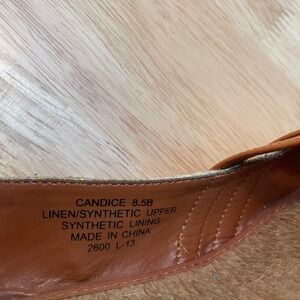 CANDICE 8.5B
LINEN/SYNTHETIC UPPER
SYNTHETIC LINING
MADE IN CHINA
2600 L-13